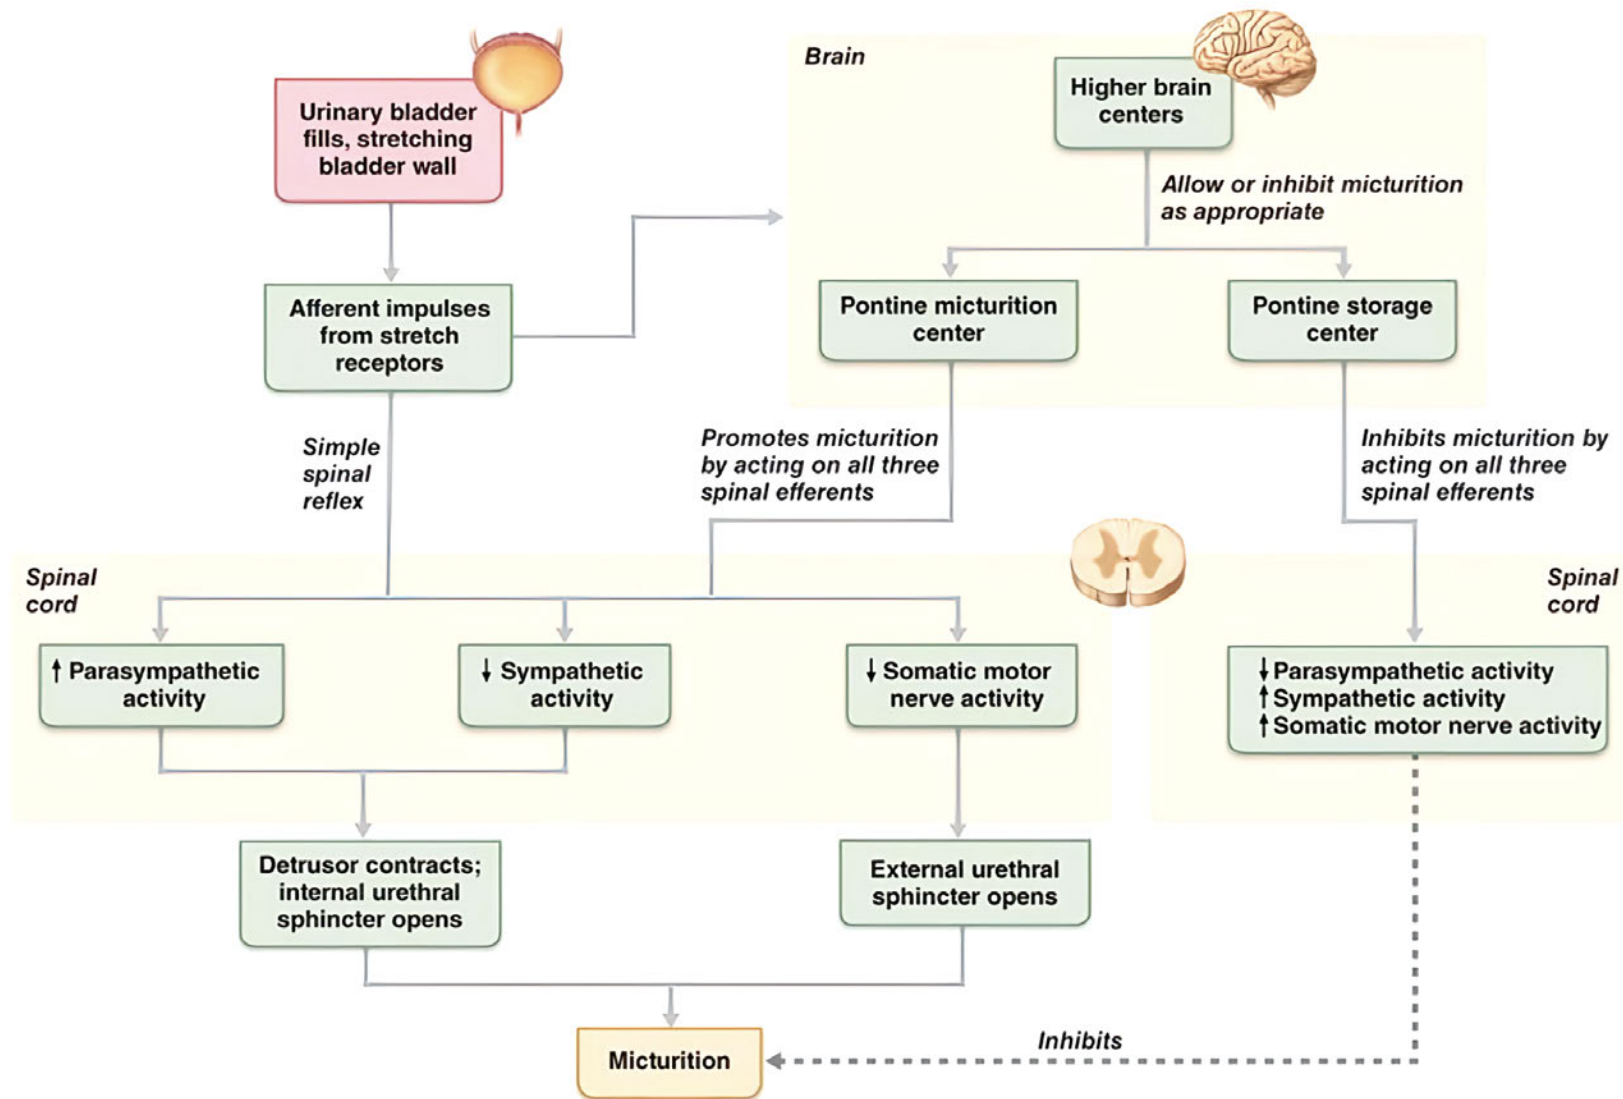 Urinary bladder
fills, stretching
bladder wall
Brain
Higher brain
centers
Allow or inhibit micturition
as appropriate
Afferent impulses
from stretch
receptors
Pontine micturition
center
Pontine storage
center
Simple
spinal
reflex
Promotes micturition
by acting on all three
spinal efferents
Inhibits micturition by
acting on all three
spinal efferents
Spinal
cord
Spinal
cord
↑ Parasympathetic
activity
↓ Sympathetic
activity
↓ Somatic motor
nerve activity
↓ Parasympathetic activity
↑ Sympathetic activity
↑ Somatic motor nerve activity
Detrusor contracts;
internal urethral
sphincter opens
External urethral
sphincter opens
Micturition
Inhibits